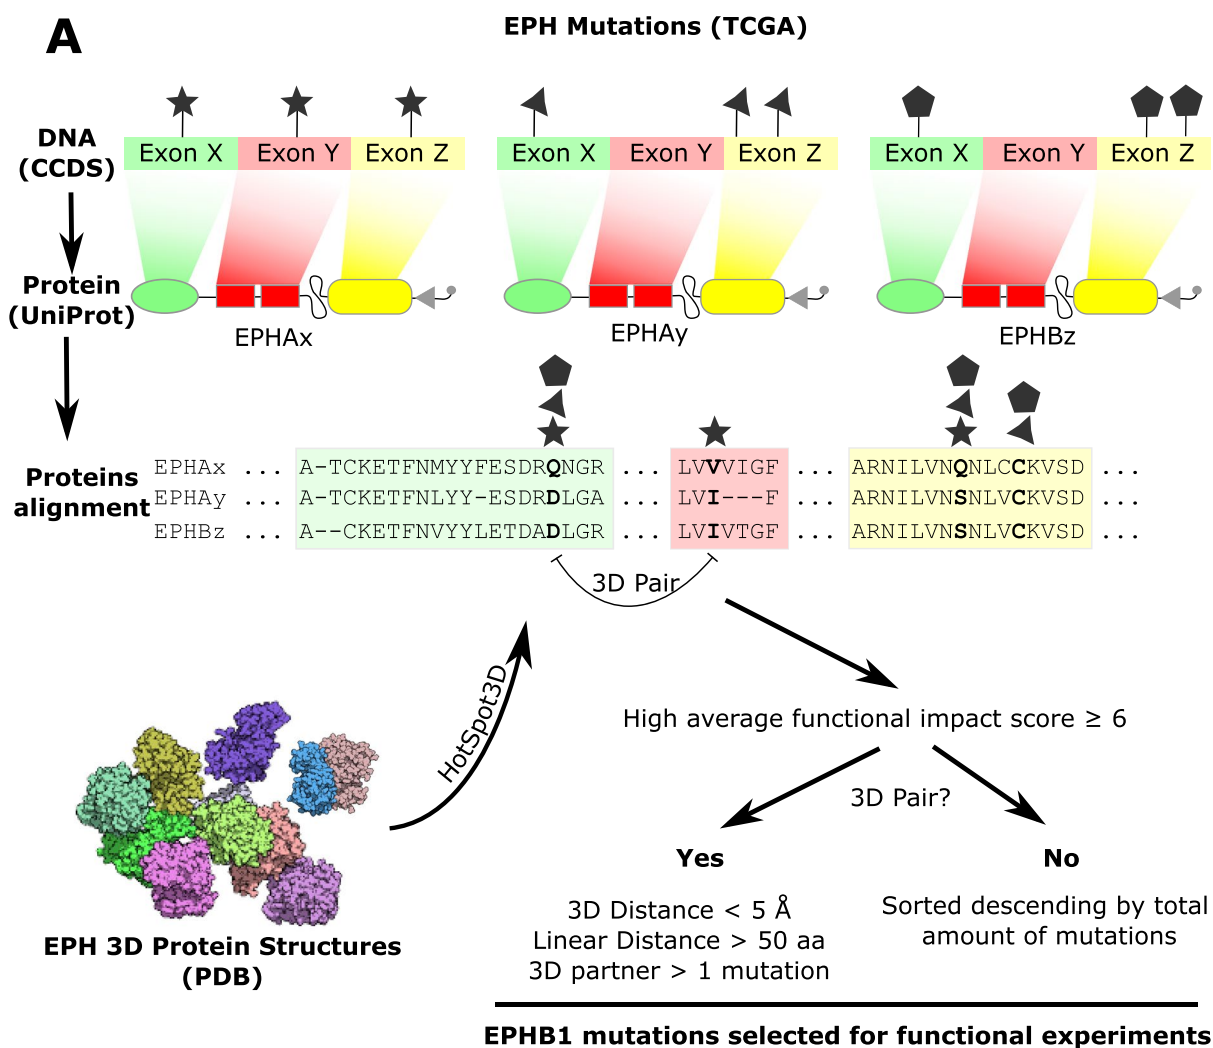 A
EPH Mutations (TCGA)
DNA
(CCDS)
Exon X Exon Y Exon Z
Exon X Exon Y Exon Z
Exon X Exon Y Exon Z
Protein
(UniProt)
EPHAx
EPHAy
EPHBz
Proteins
alignment
EPHAx ... A-TCKETFNMYYFESDRQNGR ... LVVVIGF ... ARNILVNQNLCCKVSD ...
EPHAy ... A-TCKETFNLYY-ESDRDLGA ... LVI---F ... ARNILVNSNLVCKVSD ...
EPHBz ... A--CKETFNVYYLETDADLGR ... LVIVTGF ... ARNILVNSNLVCKVSD ...
3D Pair
HotSpot3D
High average functional impact score ≥ 6
3D Pair?
Yes
No
3D Distance < 5 Å
Linear Distance > 50 aa
3D partner > 1 mutation
Sorted descending by total
amount of mutations
EPH 3D Protein Structures
(PDB)
EPHB1 mutations selected for functional experiments